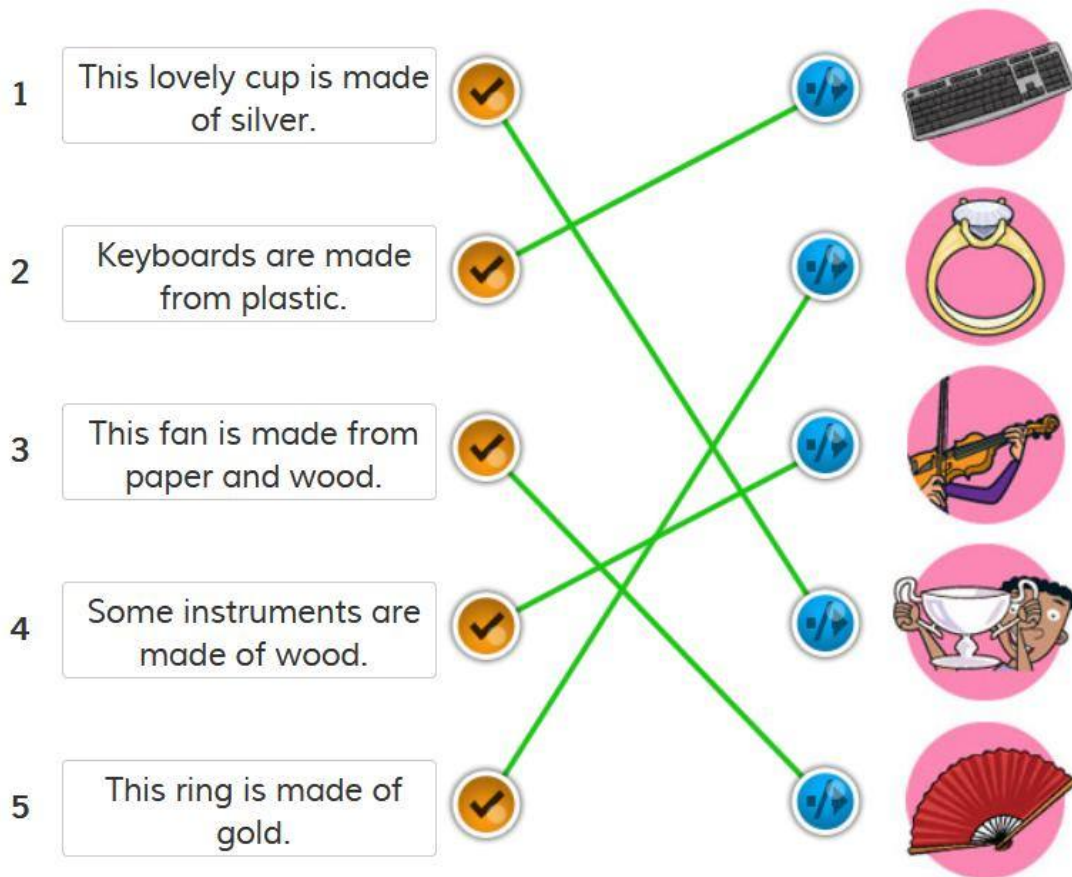 1
This lovely cup is made
of silver.
2
Keyboards are made
from plastic.
3
This fan is made from
paper and wood.
4
Some instruments are
made of wood.
5
This ring is made of
gold.